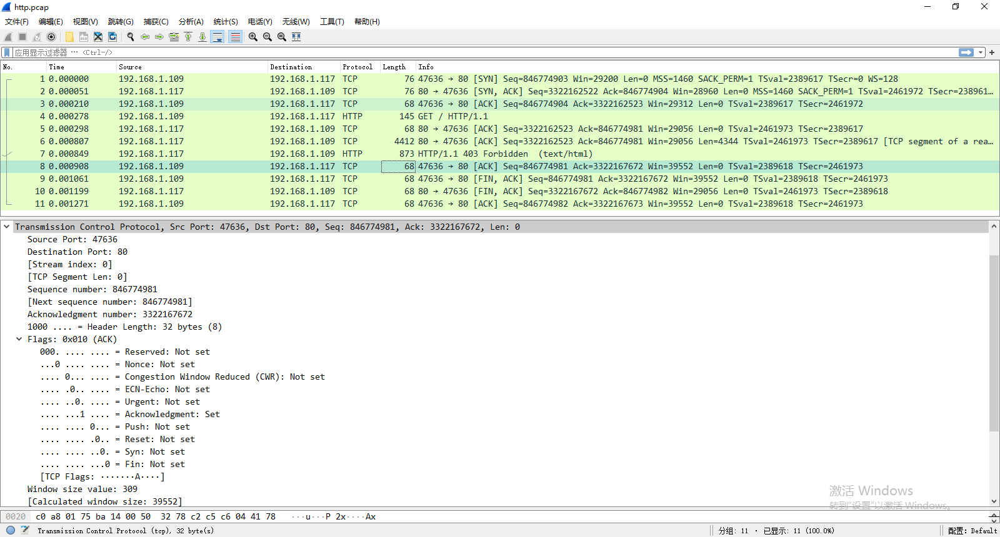 http.pcap
文件(F) 编辑(E) 视图(V) 跳转(G) 捕获(C) 分析(A) 统计(S) 电话(Y) 无线(W) 工具(T) 帮助(H)
应用显示过滤器 … <Ctrl-/>
No. Time Source Destination Protocol Length Info
1 0.000000 192.168.1.109 192.168.1.117 TCP 76 47636 → 80 [SYN] Seq=846774903 Win=29200 Len=0 MSS=1460 SACK_PERM=1 TSval=2389617 TSecr=0 WS=128
2 0.000051 192.168.1.117 192.168.1.109 TCP 76 80 → 47636 [SYN, ACK] Seq=3322162522 Ack=846774904 Win=28960 Len=0 MSS=1460 SACK_PERM=1 TSval=2461972 TSecr=238961…
3 0.000210 192.168.1.109 192.168.1.117 TCP 68 47636 → 80 [ACK] Seq=846774904 Ack=3322162523 Win=29312 Len=0 TSval=2389617 TSecr=2461972
4 0.000278 192.168.1.109 192.168.1.117 HTTP 145 GET / HTTP/1.1
5 0.000298 192.168.1.117 192.168.1.109 TCP 68 80 → 47636 [ACK] Seq=3322162523 Ack=846774981 Win=29056 Len=0 TSval=2461973 TSecr=2389617
6 0.000807 192.168.1.117 192.168.1.109 TCP 4412 80 → 47636 [ACK] Seq=3322162523 Ack=846774981 Win=29056 Len=4344 TSval=2461973 TSecr=2389617 [TCP segment of a rea…
7 0.000849 192.168.1.117 192.168.1.109 HTTP 873 HTTP/1.1 403 Forbidden  (text/html)
8 0.000908 192.168.1.109 192.168.1.117 TCP 68 47636 → 80 [ACK] Seq=846774981 Ack=3322167672 Win=39552 Len=0 TSval=2389618 TSecr=2461973
9 0.001061 192.168.1.109 192.168.1.117 TCP 68 47636 → 80 [FIN, ACK] Seq=846774981 Ack=3322167672 Win=39552 Len=0 TSval=2389618 TSecr=2461973
10 0.001199 192.168.1.117 192.168.1.109 TCP 68 80 → 47636 [FIN, ACK] Seq=3322167672 Ack=846774982 Win=29056 Len=0 TSval=2461973 TSecr=2389618
11 0.001271 192.168.1.109 192.168.1.117 TCP 68 47636 → 80 [ACK] Seq=846774982 Ack=3322167673 Win=39552 Len=0 TSval=2389618 TSecr=2461973
Transmission Control Protocol, Src Port: 47636, Dst Port: 80, Seq: 846774981, Ack: 3322167672, Len: 0
Source Port: 47636
Destination Port: 80
[Stream index: 0]
[TCP Segment Len: 0]
Sequence number: 846774981
[Next sequence number: 846774981]
Acknowledgment number: 3322167672
1000 .... = Header Length: 32 bytes (8)
Flags: 0x010 (ACK)
000. .... .... = Reserved: Not set
...0 .... .... = Nonce: Not set
.... 0... .... = Congestion Window Reduced (CWR): Not set
.... .0.. .... = ECN-Echo: Not set
.... ..0. .... = Urgent: Not set
.... ...1 .... = Acknowledgment: Set
.... .... 0... = Push: Not set
.... .... .0.. = Reset: Not set
.... .... ..0. = Syn: Not set
.... .... ...0 = Fin: Not set
[TCP Flags: ·······A····]
Window size value: 309
[Calculated window size: 39552]
激活 Windows
转到"设置"以激活 Windows。
0020 c0 a8 01 75 ba 14 00 50 32 78 c2 c5 c6 04 41 78 ···u···P 2x····Ax
Transmission Control Protocol (tcp), 32 byte(s) 分组: 11 · 已显示: 11 (100.0%) 配置: Default